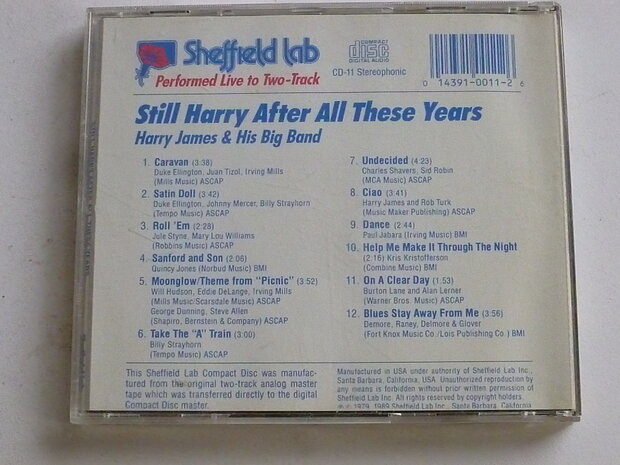 Sheffield Lab
Performed Live to Two-Track
COMPACT
disc
DIGITAL AUDIO
CD-11 Stereophonic
0 14391-0011-2 6
Still Harry After All These Years
Harry James & His Big Band
1. Caravan (3:38)
Duke Ellington, Juan Tizol, Irving Mills
(Mills Music) ASCAP
2. Satin Doll (3:42)
Duke Ellington, Johnny Mercer, Billy Strayhorn
(Tempo Music) ASCAP
3. Roll 'Em (2:28)
Jule Styne, Mary Lou Williams
(Robbins Music) ASCAP
4. Sanford and Son (2:06)
Quincy Jones (Norbud Music) BMI
5. Moonglow/Theme from "Picnic" (3:52)
Will Hudson, Eddie DeLange, Irving Mills
(Mills Music/Scarsdale Music) ASCAP
George Dunning, Steve Allen
(Shapiro, Bernstein & Company) ASCAP
6. Take The "A" Train (3:00)
Billy Strayhorn
(Tempo Music) ASCAP
7. Undecided (4:23)
Charles Shavers, Sid Robin
(MCA Music) ASCAP
8. Ciao (3:41)
Harry James and Rob Turk
(Music Maker Publishing) ASCAP
9. Dance (2:44)
Paul Jabara (Irving Music) BMI
10. Help Me Make It Through The Night
(2:16) Kris Kristofferson
(Combine Music) BMI
11. On A Clear Day (1:53)
Burton Lane and Alan Lerner
(Warner Bros. Music) ASCAP
12. Blues Stay Away From Me (3:56)
Demore, Raney, Delmore & Glover
(Fort Knox Music Co./Lois Publishing Co.) BMI
This Sheffield Lab Compact Disc was manufac-
tured from the original two-track analog master
tape which was transferred directly to the digital
Compact Disc master.
Manufactured in USA under authority of Sheffield Lab Inc.,
Santa Barbara, California, USA. Unauthorized reproduction by
any means is forbidden without prior written permission of
Sheffield Lab Inc. All rights reserved by copyright holders.
1979, 1989 Sheffield Lab Inc., Santa Barbara, California